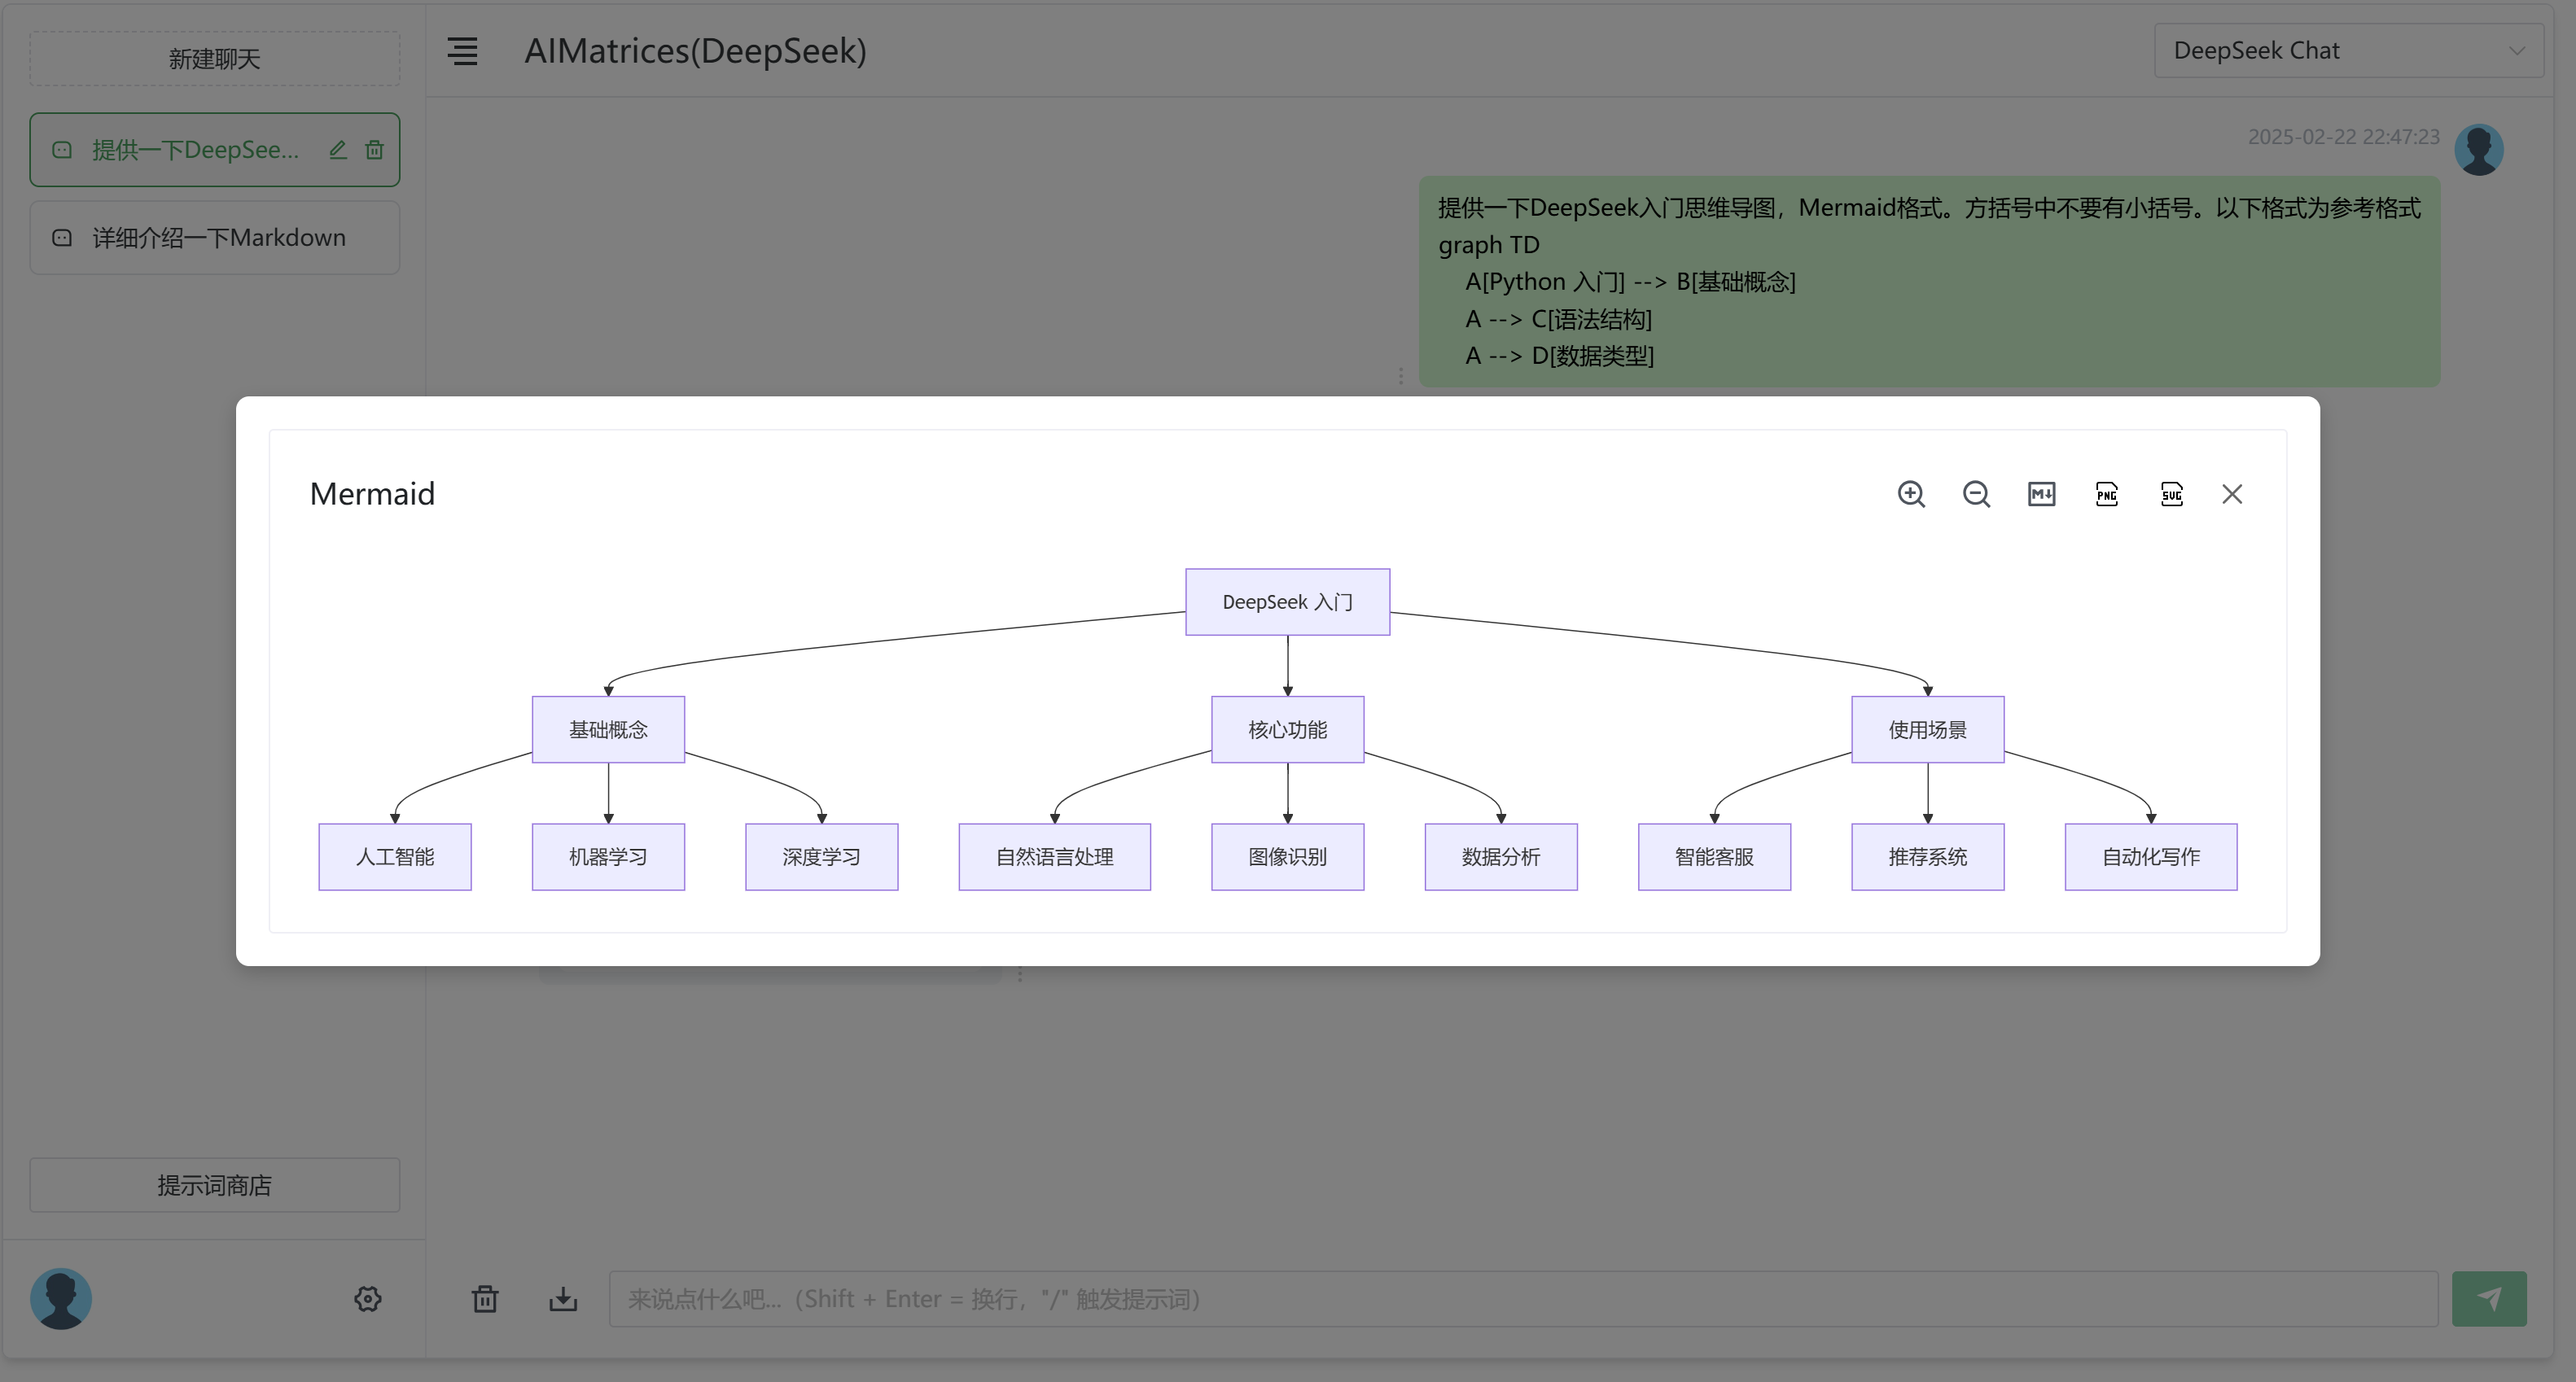 新建聊天
提供一下DeepSee...
详细介绍一下Markdown
提示词商店
AIMatrices(DeepSeek)
DeepSeek Chat
2025-02-22 22:47:23
提供一下DeepSeek入门思维导图，Mermaid格式。方括号中不要有小括号。以下格式为参考格式
graph TD
A[Python 入门] --> B[基础概念]
A --> C[语法结构]
A --> D[数据类型]
Mermaid
M↓
PNG
SVG
DeepSeek 入门
基础概念
核心功能
使用场景
人工智能
机器学习
深度学习
自然语言处理
图像识别
数据分析
智能客服
推荐系统
自动化写作
来说点什么吧...（Shift + Enter = 换行，"/" 触发提示词）